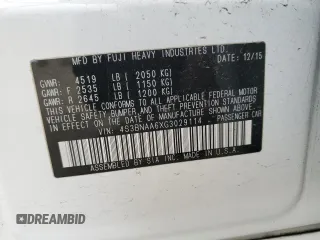 MFD BY FUJI HEAVY INDUSTRIES LTD. 12/15
GVWR: 4519 LB ( 2050 KG)
GAWR: F 2535 LB ( 1150 KG)
GAWR: R 2645 LB ( 1200 KG)
THIS VEHICLE CONFORMS TO ALL APPLICABLE FEDERAL MOTOR
VEHICLE SAFETY, BUMPER, AND THEFT PREVENTION STANDARDS
IN EFFECT ON THE DATE OF MANUFACTURE SHOWN ABOVE.
VIN: 4S3BNAA6XG3029114 PASSENGER CAR
ASSEMBLED BY SIA INC. MADE IN U.S.A.
4DREAMBID
4DREAMBID